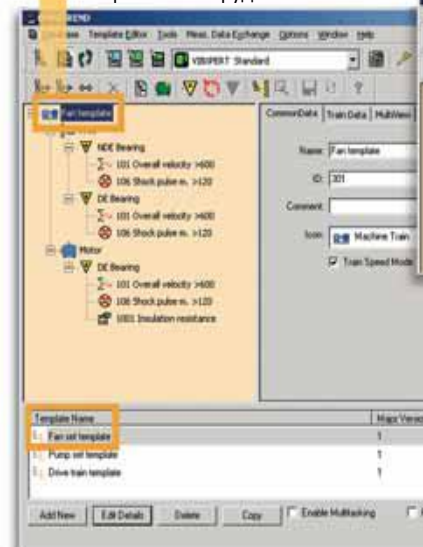 Template Editor Tools Meas. Data Exchange Options Window Help
VIBXPERT Standard
Fan template
NDE Bearing
101 Overall velocity >600
106 Shock pulse m. >120
DE Bearing
101 Overall velocity >600
106 Shock pulse m. >120
Motor
DE Bearing
101 Overall velocity >600
106 Shock pulse m. >120
1001 Insulation resistance
CommonData Train Data MultiView
Name: Fan template
ID: 301
Comment:
Icon: Machine Train
Train Speed Mode
Template Name
Fan set template 1
Pump set template 1
Drive train template 1
Add New Edit Details Delete Copy Enable Multitasking